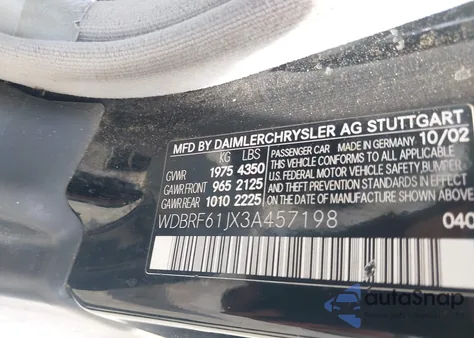 MFD BY DAIMLERCHRYSLER AG STUTTGART
KG LBS
GVWR 1975 4350
GAWR FRONT 965 2125
GAWR REAR 1010 2225
PASSENGER CAR MADE IN GERMANY 10/02
THIS VEHICLE CONFORMS TO ALL APPLICABLE
U.S. FEDERAL MOTOR VEHICLE SAFETY, BUMPER
AND THEFT PREVENTION STANDARDS IN EFFECT
ON THE DATE OF MANUFACTURE SHOWN ABOVE
WDBRF61JX3A457198
040
autoSnap